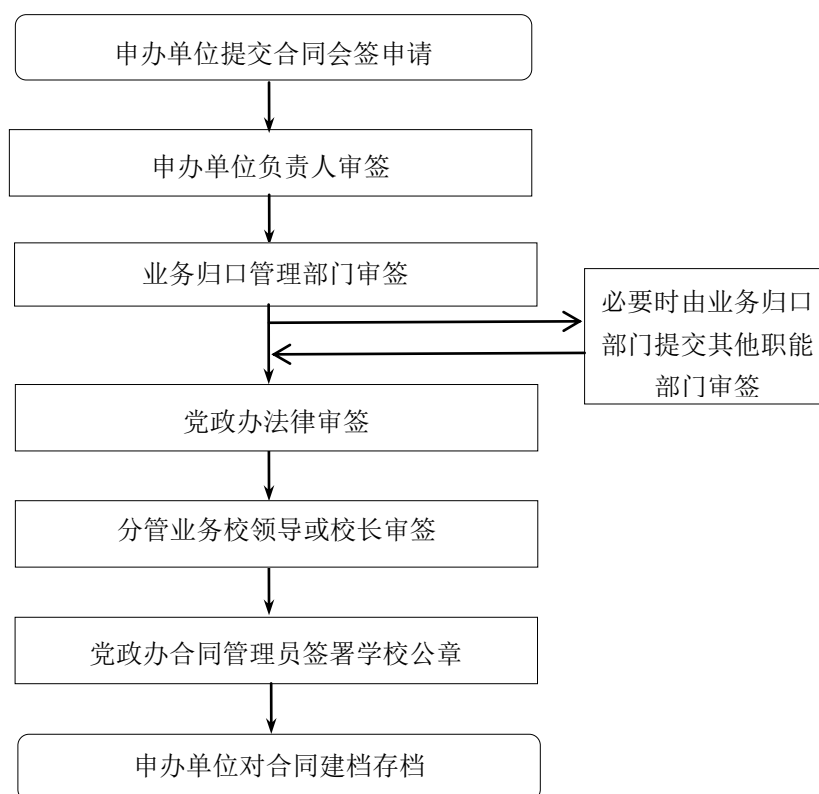 申办单位提交合同会签申请
申办单位负责人审签
业务归口管理部门审签
必要时由业务归口
部门提交其他职能
部门审签
党政办法律审签
分管业务校领导或校长审签
党政办合同管理员签署学校公章
申办单位对合同建档存档